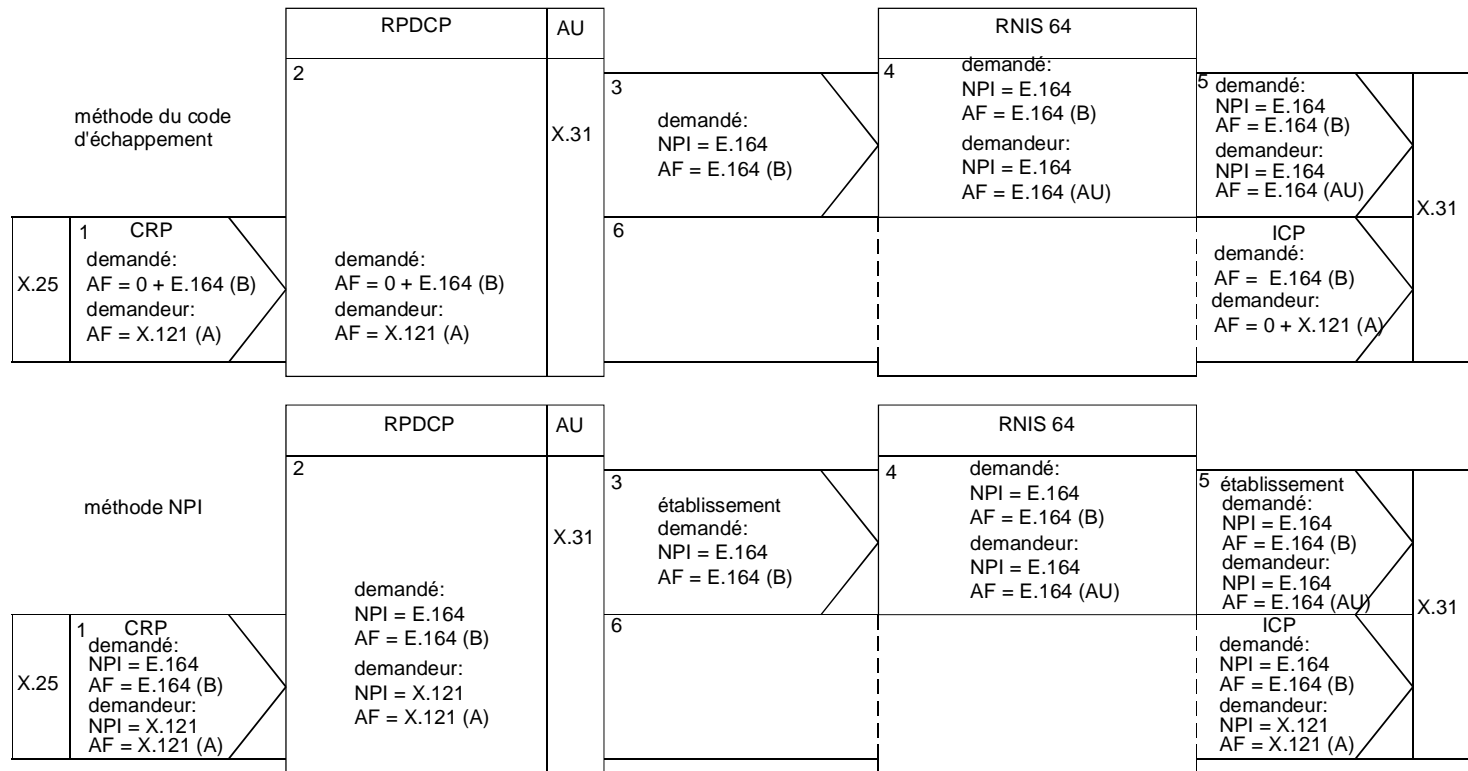 RPDCP
AU
RNIS 64
méthode du code
d'échappement
2
X.31
3
demandé:
NPI = E.164
AF = E.164 (B)
4
demandé:
NPI = E.164
AF = E.164 (B)
demandeur:
NPI = E.164
AF = E.164 (AU)
5
demandé:
NPI = E.164
AF = E.164 (B)
demandeur:
NPI = E.164
AF = E.164 (AU)
X.31
X.25
1 CRP
demandé:
AF = 0 + E.164 (B)
demandeur:
AF = X.121 (A)
demandé:
AF = 0 + E.164 (B)
demandeur:
AF = X.121 (A)
6
ICP
demandé:
AF = E.164 (B)
demandeur:
AF = 0 + X.121 (A)
RPDCP
AU
RNIS 64
méthode NPI
2
X.31
3
établissement
demandé:
NPI = E.164
AF = E.164 (B)
4
demandé:
NPI = E.164
AF = E.164 (B)
demandeur:
NPI = E.164
AF = E.164 (AU)
5
établissement
demandé:
NPI = E.164
AF = E.164 (B)
demandeur:
NPI = E.164
AF = E.164 (AU)
X.31
X.25
1 CRP
demandé:
NPI = E.164
AF = E.164 (B)
demandeur:
NPI = X.121
AF = X.121 (A)
demandé:
NPI = E.164
AF = E.164 (B)
demandeur:
NPI = X.121
AF = X.121 (A)
6
ICP
demandé:
NPI = E.164
AF = E.164 (B)
demandeur:
NPI = X.121
AF = X.121 (A)